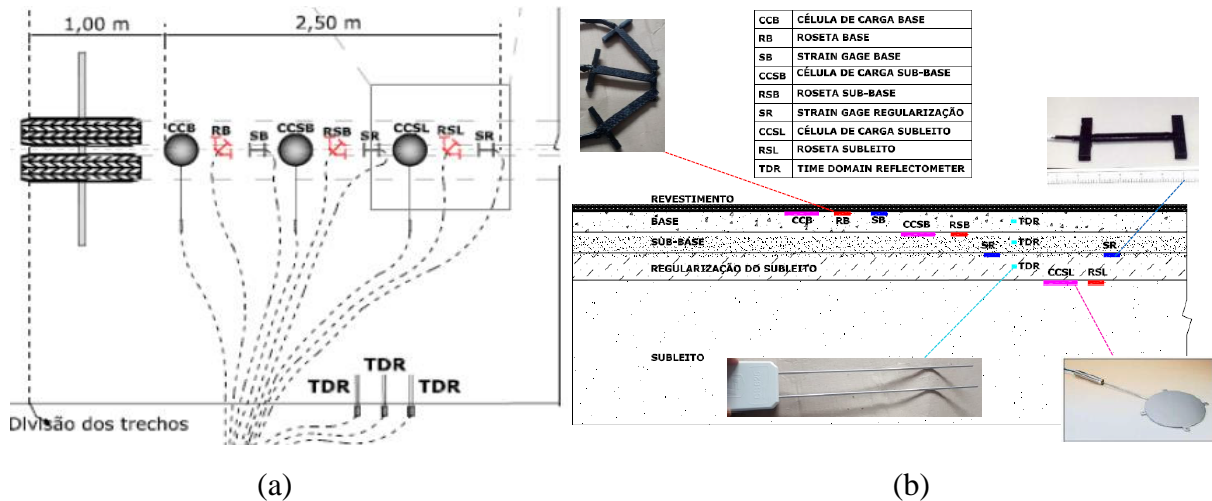 1,00 m
2,50 m
CCB
RB
SB
CCSB
RSB
SR
CCSL
RSL
SR
TDR
TDR
TDR
Divisão dos trechos
(a)
CCB CÉLULA DE CARGA BASE
RB ROSETA BASE
SB STRAIN GAGE BASE
CCSB CÉLULA DE CARGA SUB-BASE
RSB ROSETA SUB-BASE
SR STRAIN GAGE REGULARIZAÇÃO
CCSL CÉLULA DE CARGA SUBLEITO
RSL ROSETA SUBLEITO
TDR TIME DOMAIN REFLECTOMETER
REVESTIMENTO
BASE
CCB
RB
SB
TDR
CCSB
RSB
SUB-BASE
TDR
SR
SR
REGULARIZAÇÃO DO SUBLEITO
TDR
CCSL
RSL
SUBLEITO
(b)